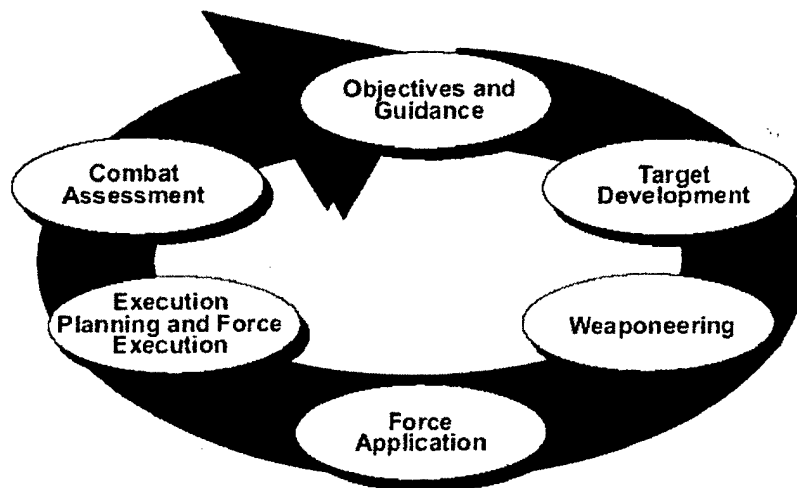 Objectives and
Guidance
Target
Development
Weaponeering
Force
Application
Execution
Planning and Force
Execution
Combat
Assessment